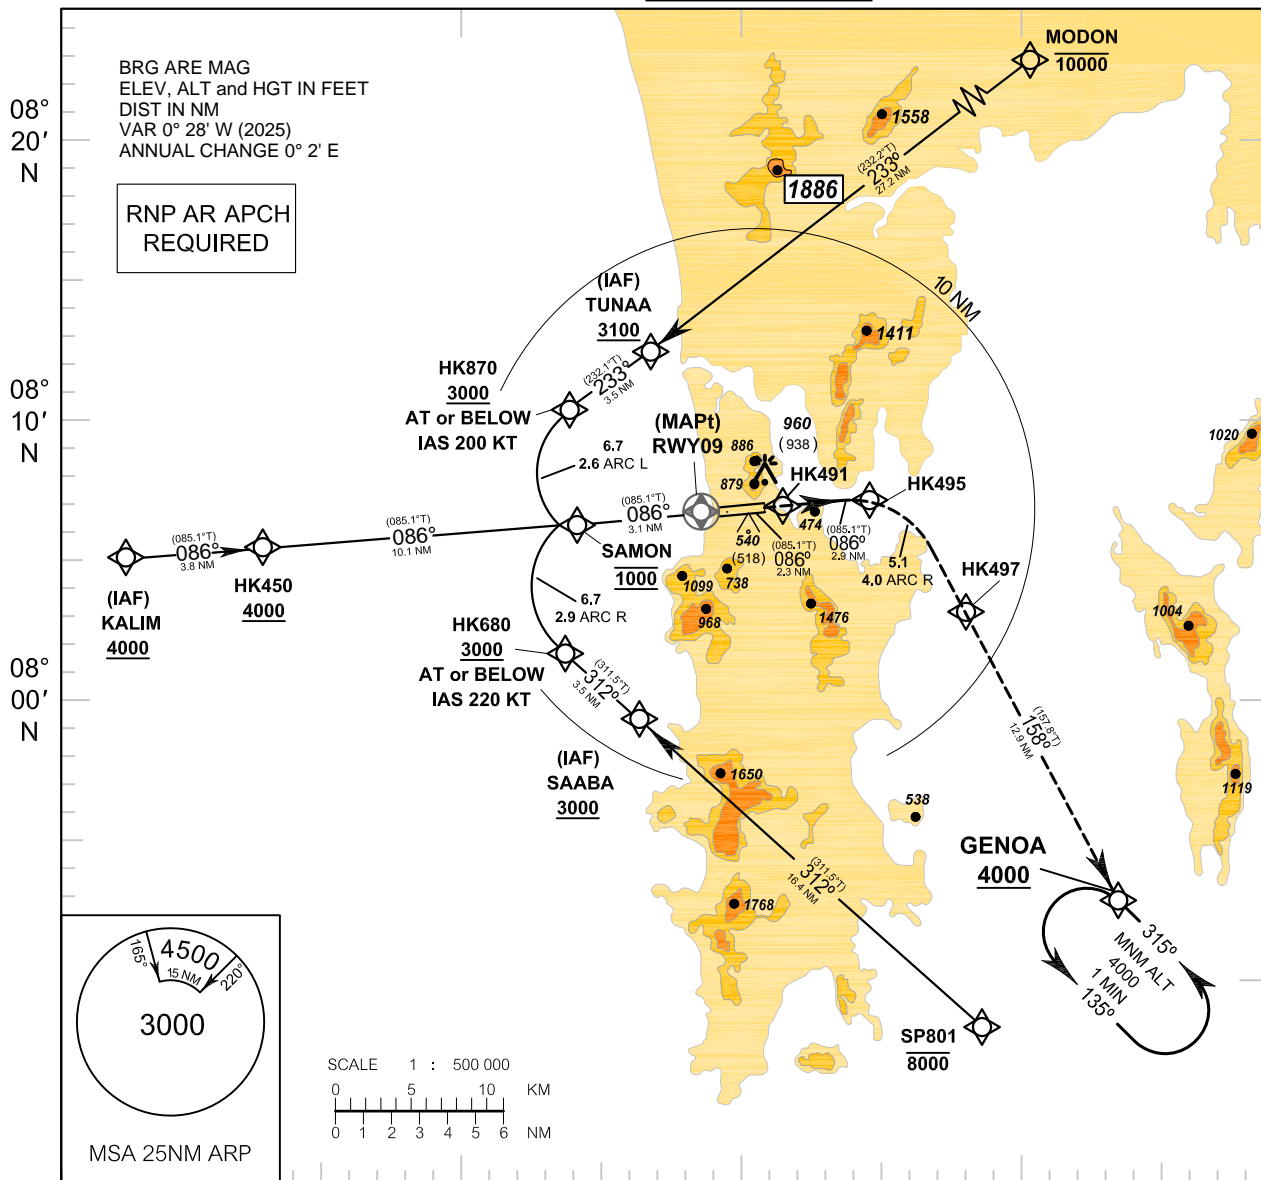 BRG ARE MAG
ELEV, ALT and HGT IN FEET
DIST IN NM
VAR 0° 28' W (2025)
ANNUAL CHANGE 0° 2' E
RNP AR APCH
REQUIRED
08°
20'
N
08°
10'
N
08°
00'
N
MODON
10000
1558
1886
(232.2°T)
233°
27.2 NM
10 NM
(IAF)
TUNAA
3100
1411
(232.1°T)
233°
3.5 NM
HK870
3000
AT or BELOW
IAS 200 KT
6.7
2.6 ARC L
(MAPt)
RWY09
886
879
960
(938)
HK491
HK495
1020
(085.1°T)
086°
3.8 NM
(085.1°T)
086°
10.1 NM
(085.1°T)
086°
3.1 NM
474
540
(518)
(085.1°T)
086°
2.3 NM
(085.1°T)
086°
2.9 NM
5.1
4.0 ARC R
HK497
(IAF)
KALIM
4000
HK450
4000
SAMON
1000
1099
738
968
1476
1004
6.7
2.9 ARC R
HK680
3000
AT or BELOW
IAS 220 KT
(311.5°T)
312°
3.5 NM
(IAF)
SAABA
3000
1650
538
1119
(157.8°T)
158°
12.9 NM
GENOA
4000
(311.5°T)
312°
16.4 NM
1768
315°
MNM ALT
4000
1 MIN
135°
SP801
8000
165°
4500
15 NM
220°
3000
MSA 25NM ARP
SCALE 1 : 500 000
0 5 10 KM
0 1 2 3 4 5 6 NM